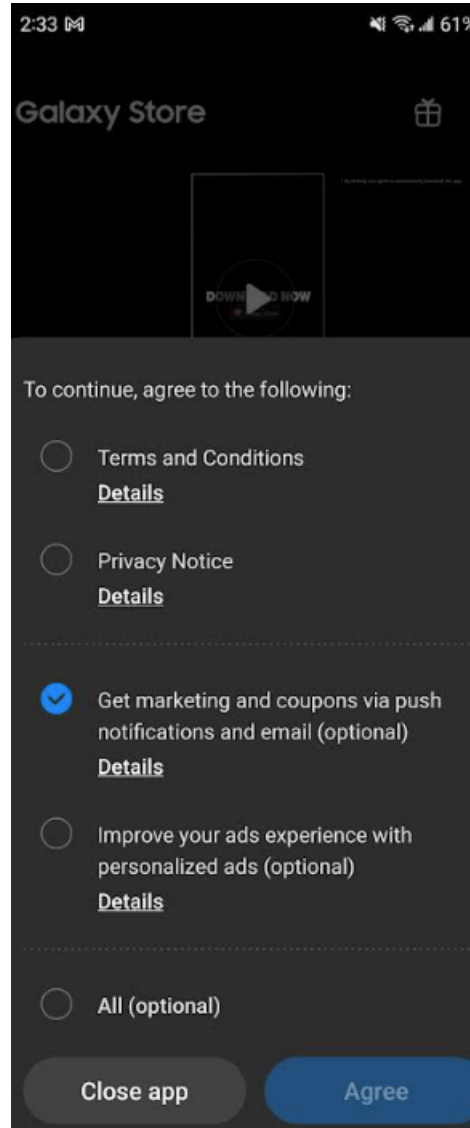 2:33
61%
Galaxy Store
DOWNLOAD NOW
To continue, agree to the following:
Terms and Conditions
Details
Privacy Notice
Details
Get marketing and coupons via push
notifications and email (optional)
Details
Improve your ads experience with
personalized ads (optional)
Details
All (optional)
Close app
Agree